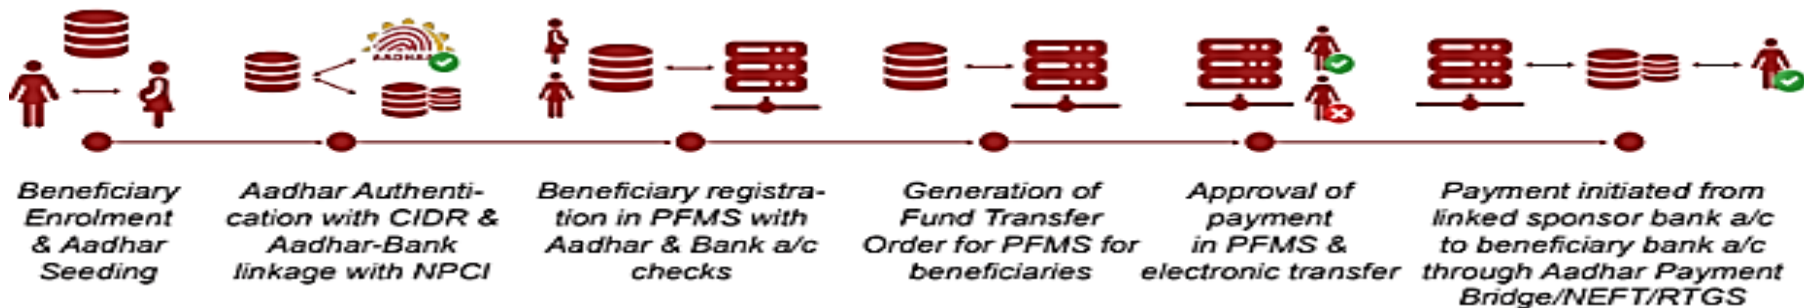 AADHAR
Beneficiary
Enrolment
& Aadhar
Seeding
Aadhar Authenti-
cation with CIDR &
Aadhar-Bank
linkage with NPCI
Beneficiary registra-
tion in PFMS with
Aadhar & Bank a/c
checks
Generation of
Fund Transfer
Order for PFMS for
beneficiaries
Approval of
payment
in PFMS &
electronic transfer
Payment initiated from
linked sponsor bank a/c
to beneficiary bank a/c
through Aadhar Payment
Bridge/NEFT/RTGS